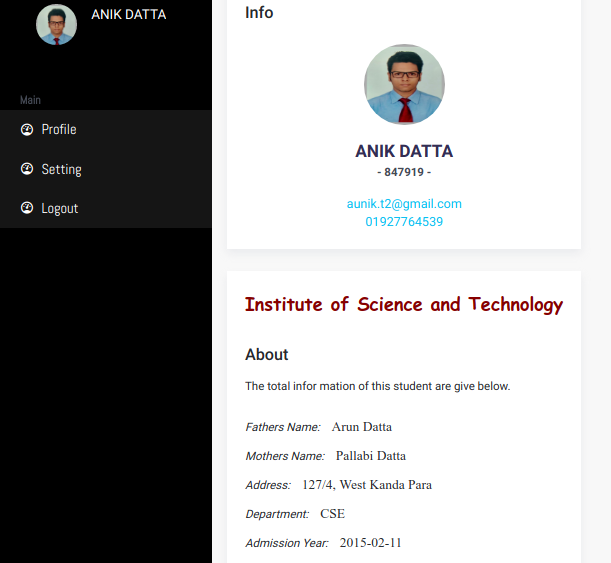 ANIK DATTA
Main
Profile
Setting
Logout
Info
ANIK DATTA
- 847919 -
aunik.t2@gmail.com
01927764539
Institute of Science and Technology
About
The total infor mation of this student are give below.
Fathers Name: Arun Datta
Mothers Name: Pallabi Datta
Address: 127/4, West Kanda Para
Department: CSE
Admission Year: 2015-02-11